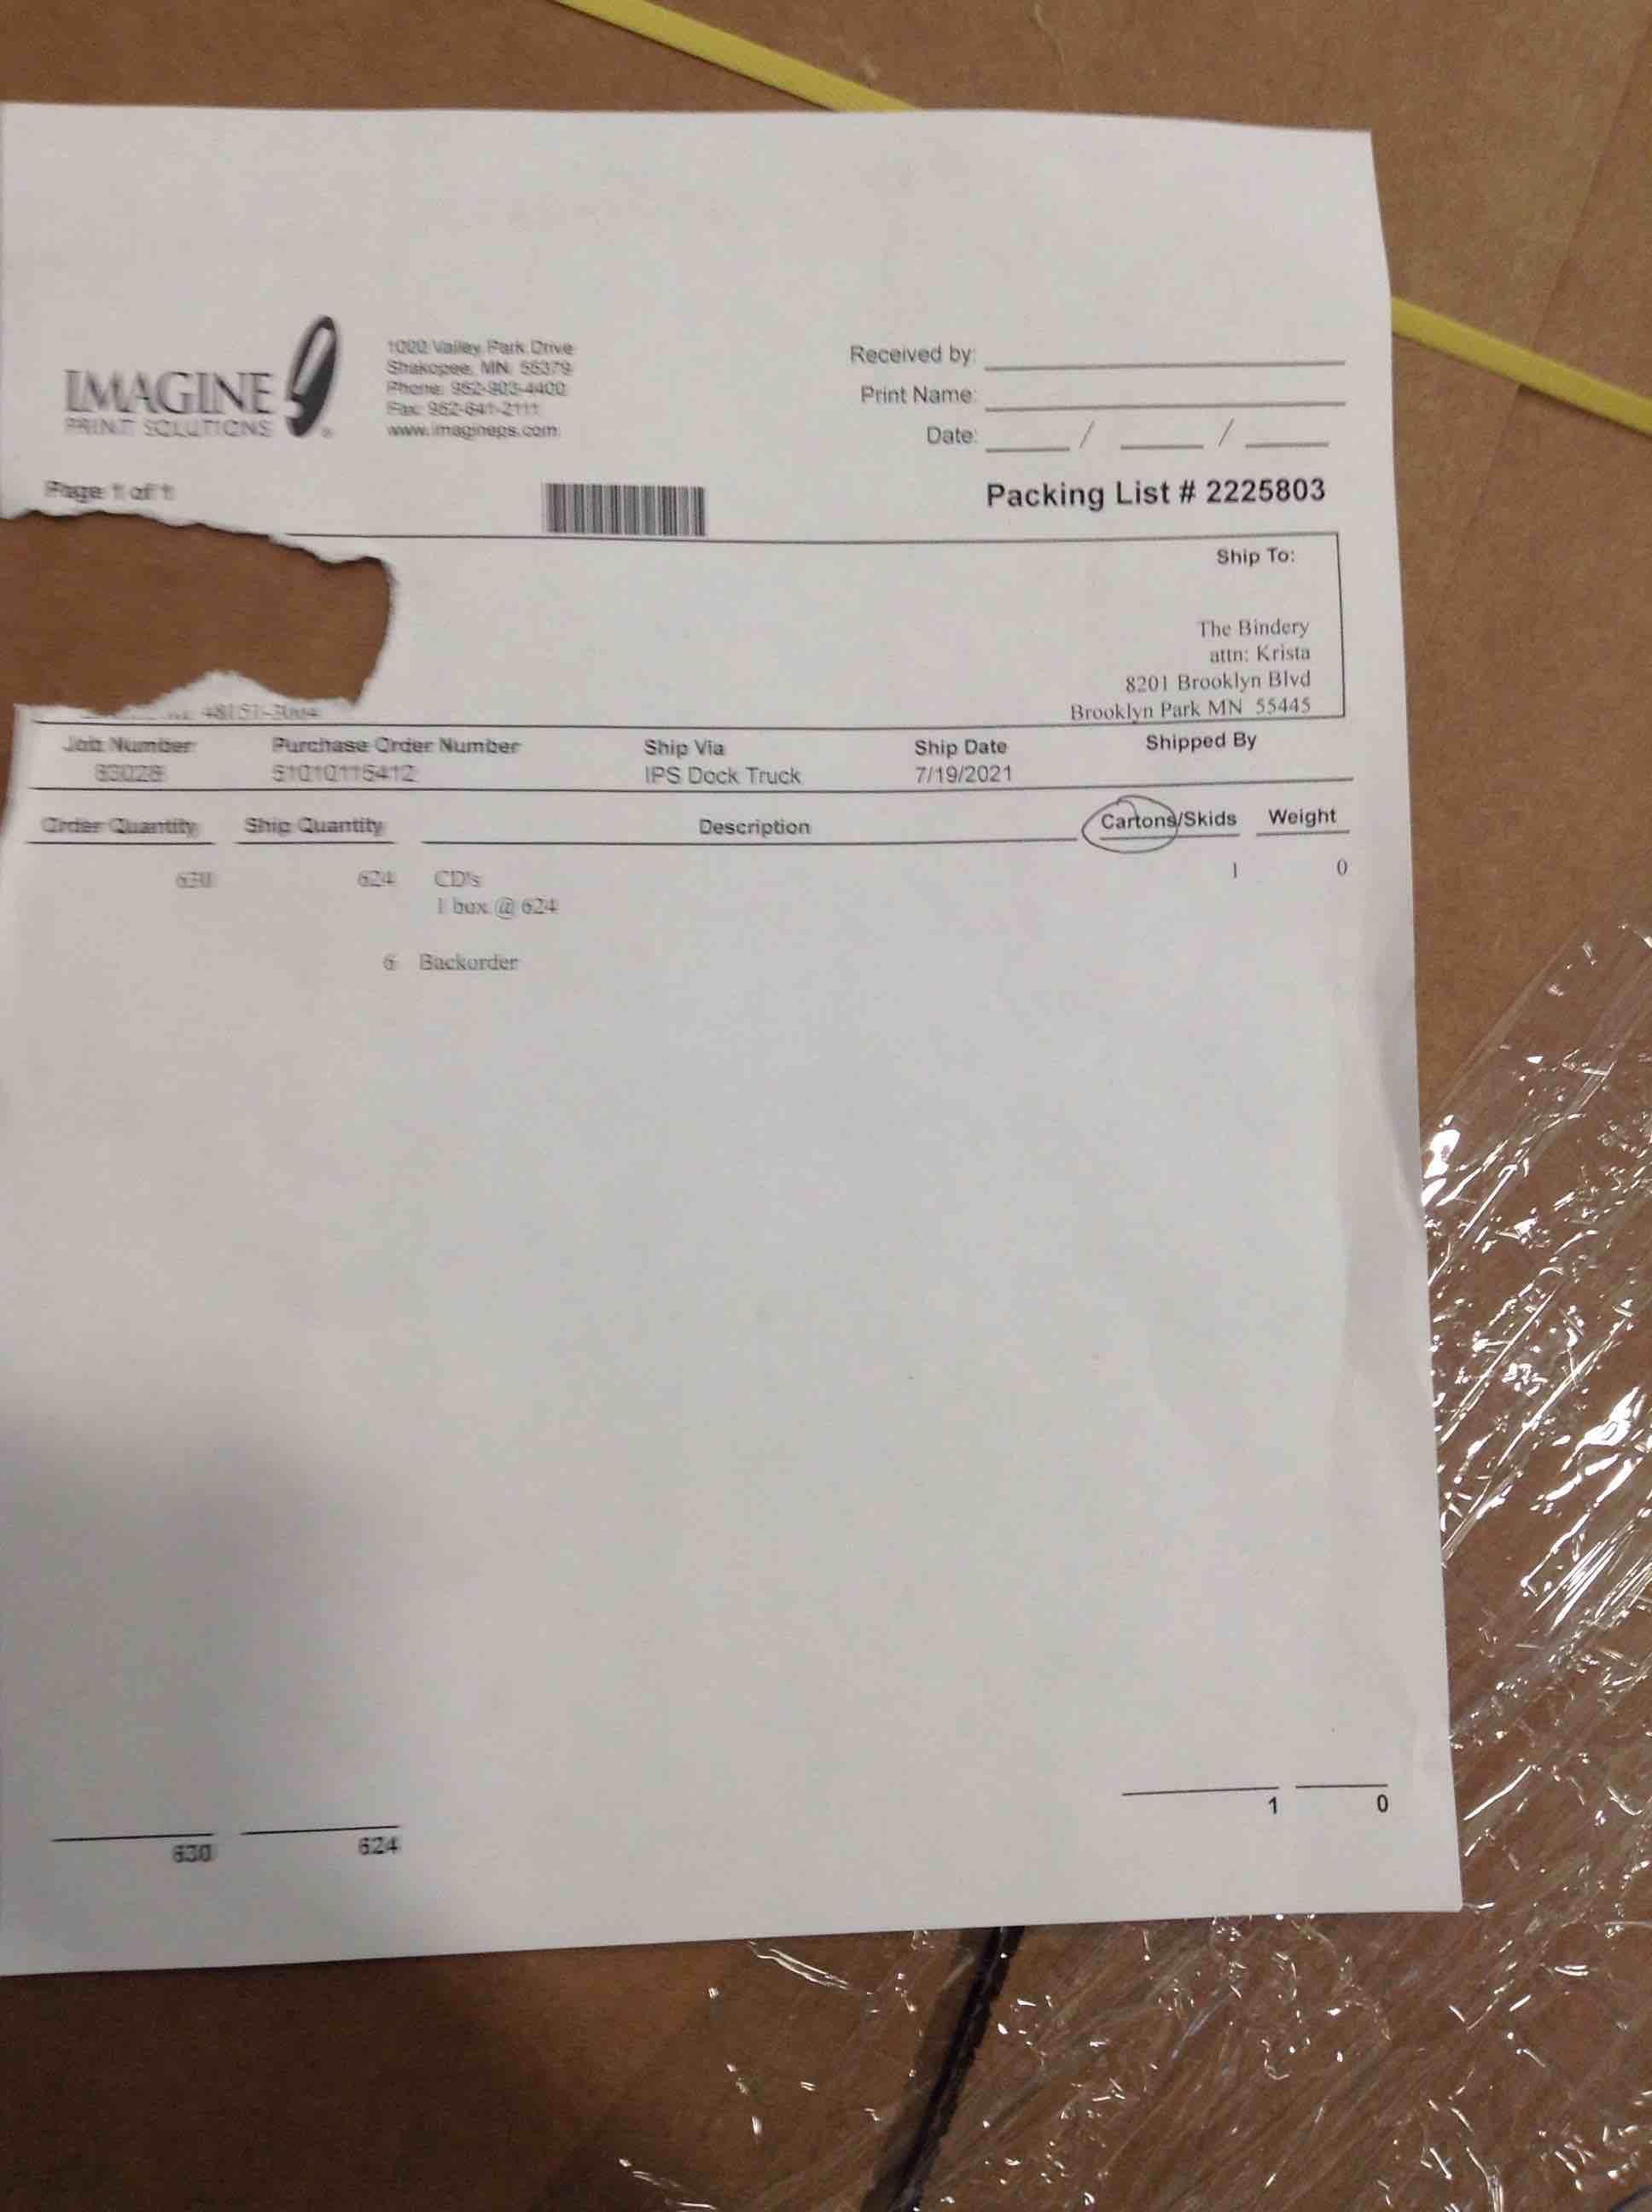 IMAGINE
PRINT SOLUTIONS
1000 Valley Park Drive
Shakopee, MN 55379
Phone: 952-903-4400
Fax: 952-641-2111
www.imagineps.com
Received by:
Print Name:
Date: / /
Page 1 of 1
Packing List # 2225803
Ship To:
The Bindery
attn: Krista
8201 Brooklyn Blvd
Brooklyn Park MN 55445
Job Number Purchase Order Number Ship Via Ship Date Shipped By
83028 51010115412 IPS Dock Truck 7/19/2021
Order Quantity Ship Quantity Description Cartons/Skids Weight
630 624 CD's 1 0
1 box @ 624
6 Backorder
630 624 1 0